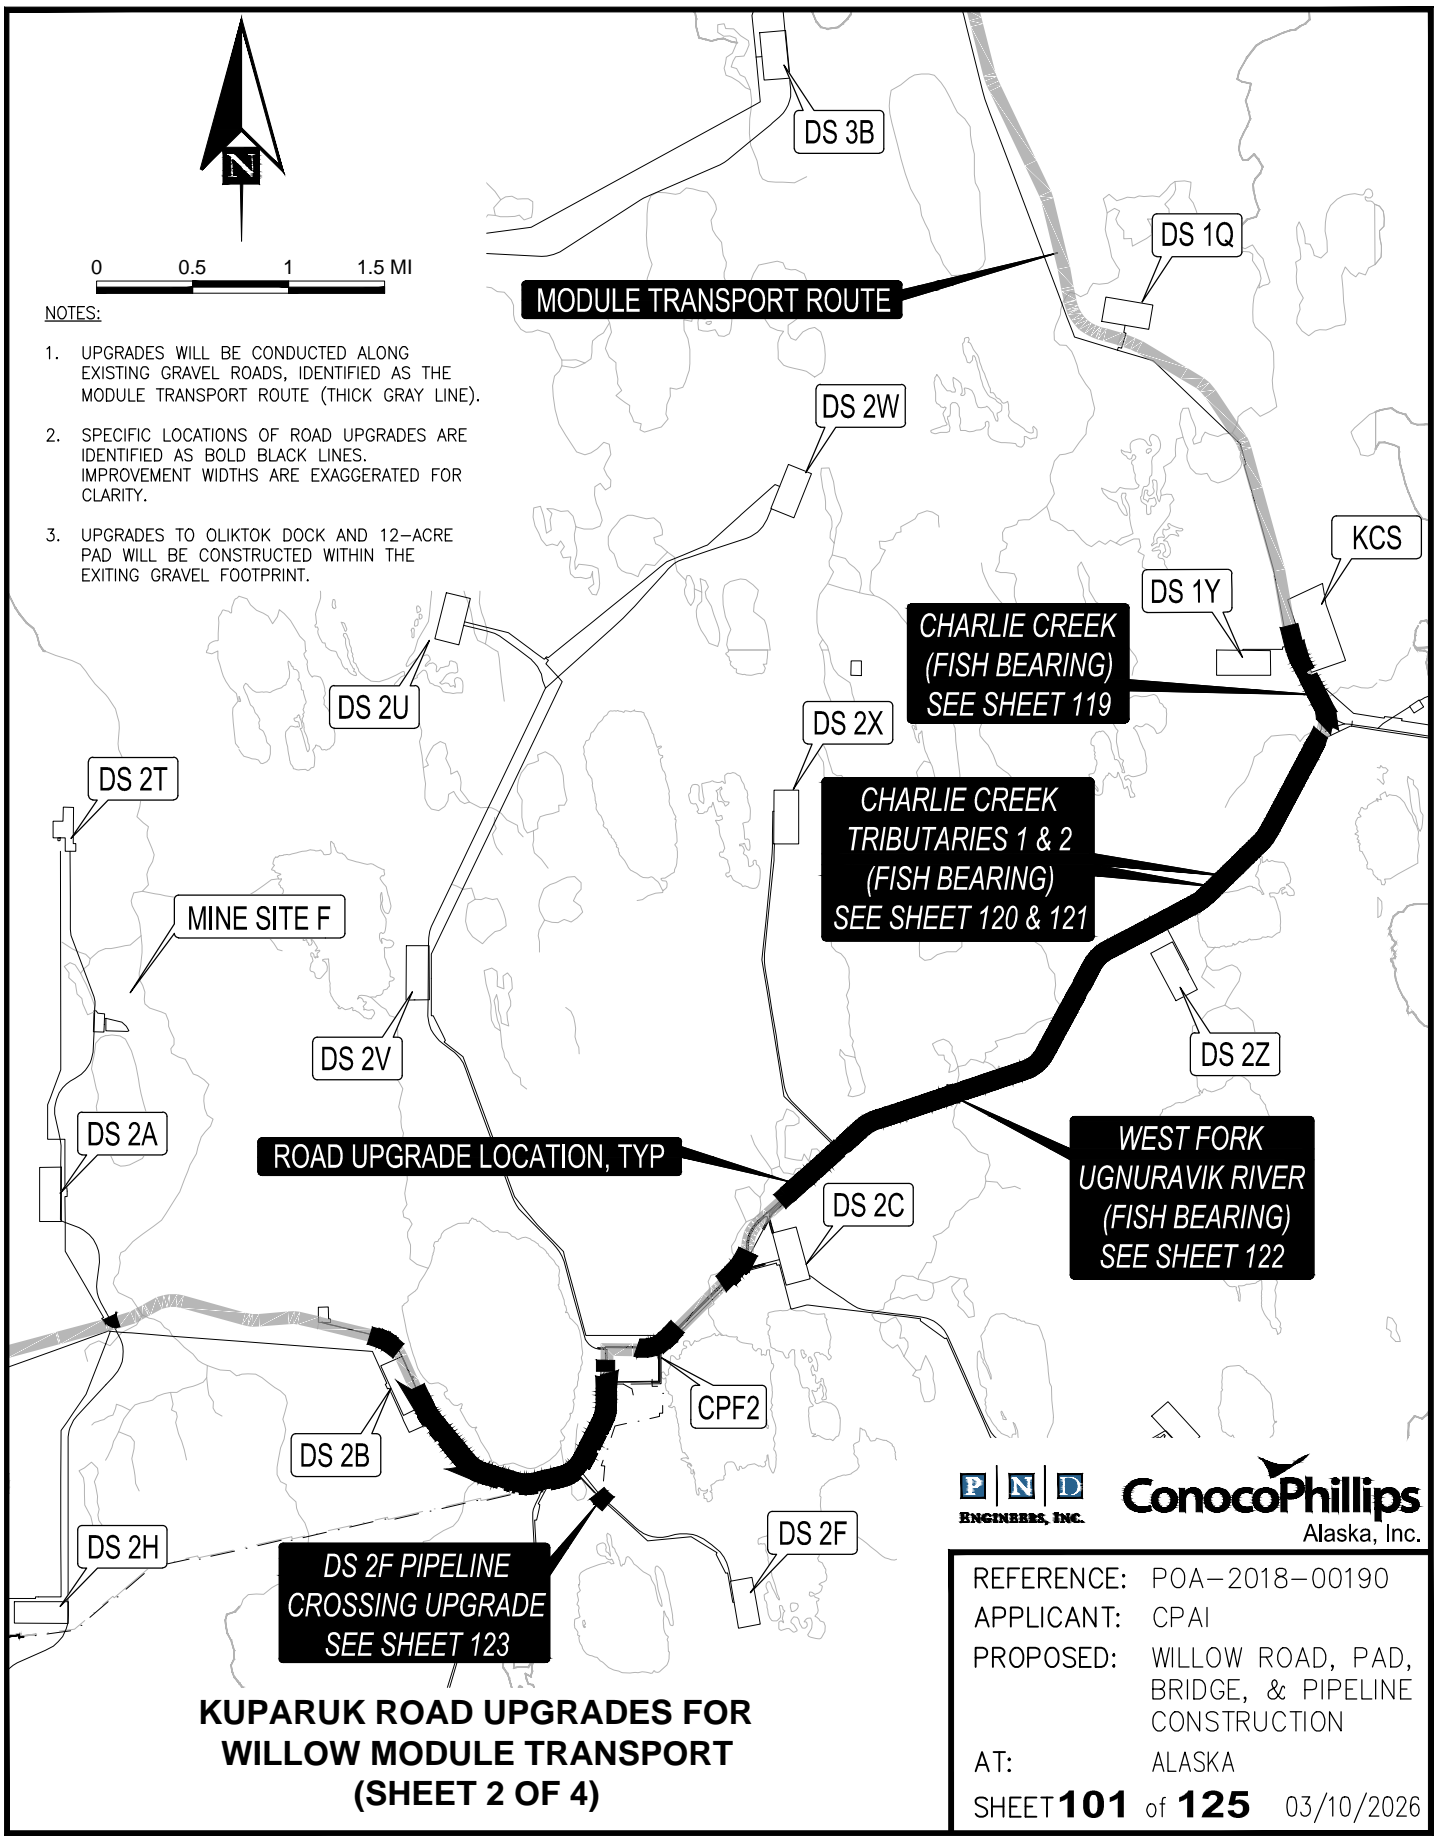 DS 3B
N
DS 1Q
0 0.5 1 1.5 MI
MODULE TRANSPORT ROUTE
NOTES:
1. UPGRADES WILL BE CONDUCTED ALONG
EXISTING GRAVEL ROADS, IDENTIFIED AS THE
MODULE TRANSPORT ROUTE (THICK GRAY LINE).
2. SPECIFIC LOCATIONS OF ROAD UPGRADES ARE
IDENTIFIED AS BOLD BLACK LINES.
IMPROVEMENT WIDTHS ARE EXAGGERATED FOR
CLARITY.
3. UPGRADES TO OLIKTOK DOCK AND 12-ACRE
PAD WILL BE CONSTRUCTED WITHIN THE
EXITING GRAVEL FOOTPRINT.
DS 2W
KCS
DS 1Y
CHARLIE CREEK
(FISH BEARING)
SEE SHEET 119
DS 2U
DS 2X
DS 2T
CHARLIE CREEK
TRIBUTARIES 1 & 2
(FISH BEARING)
SEE SHEET 120 & 121
MINE SITE F
DS 2V
DS 2Z
DS 2A
ROAD UPGRADE LOCATION, TYP
WEST FORK
UGNURAVIK RIVER
(FISH BEARING)
SEE SHEET 122
DS 2C
CPF2
DS 2B
DS 2H
DS 2F
DS 2F PIPELINE
CROSSING UPGRADE
SEE SHEET 123
P N D
ENGINEERS, INC.
ConocoPhillips
Alaska, Inc.
KUPARUK ROAD UPGRADES FOR
WILLOW MODULE TRANSPORT
(SHEET 2 OF 4)
REFERENCE: POA-2018-00190
APPLICANT: CPAI
PROPOSED: WILLOW ROAD, PAD,
BRIDGE, & PIPELINE
CONSTRUCTION
AT: ALASKA
SHEET 101 of 125 03/10/2026